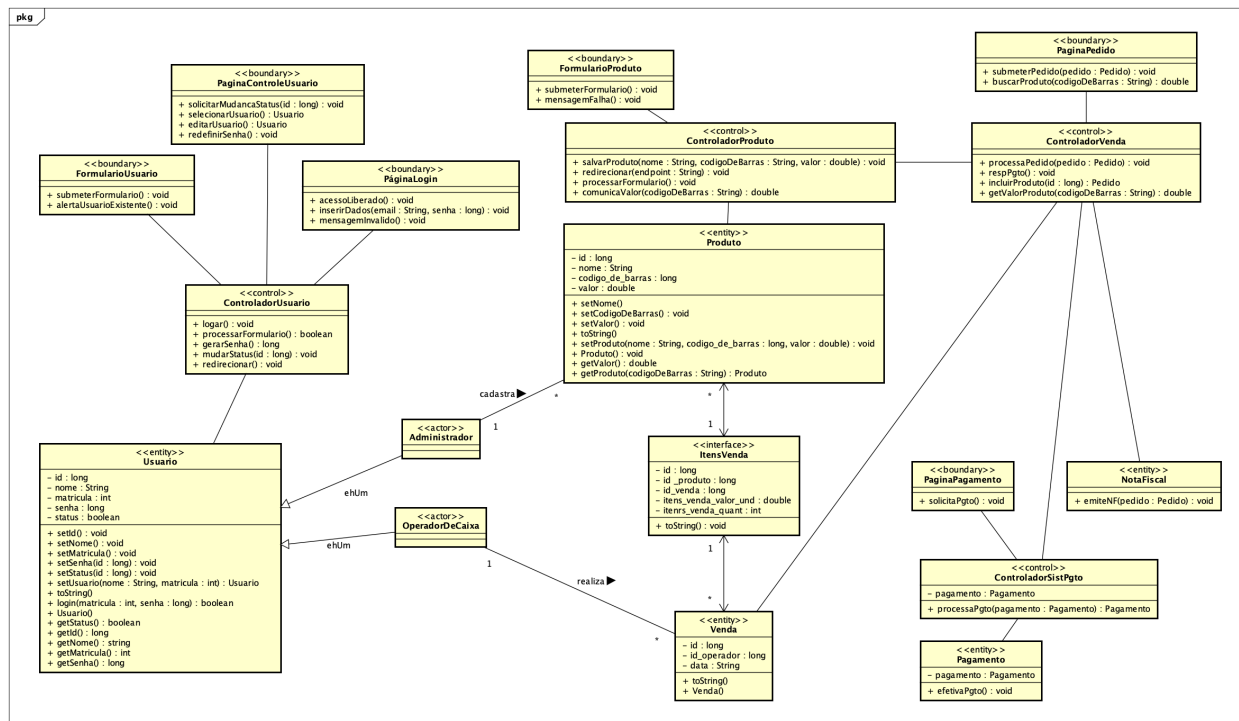 pkg
<<boundary>>
PaginaControleUsuario
+ solicitarMudancaStatus(id : long) : void
+ selecionarUsuario() : Usuario
+ editarUsuario() : Usuario
+ redefinirSenha() : void
<<boundary>>
FormularioUsuario
+ submeterFormulario() : void
+ alertaUsuarioExistente() : void
<<boundary>>
PáginaLogin
+ acessoLiberado() : void
+ inserirDados(email : String, senha : long) : void
+ mensagemInvalido() : void
<<control>>
ControladorUsuario
+ logar() : void
+ processarFormulario() : boolean
+ gerarSenha() : long
+ mudarStatus(id : long) : void
+ redirecionar() : void
<<entity>>
Usuario
- id : long
- nome : String
- matricula : int
- senha : long
- status : boolean
+ setId() : void
+ setNome() : void
+ setMatricula() : void
+ setSenha(id : long) : void
+ setStatus(id : long) : void
+ setUsuario(nome : String, matricula : int) : Usuario
+ toString()
+ login(matricula : int, senha : long) : boolean
+ Usuario()
+ getStatus() : boolean
+ getId() : long
+ getNome() : string
+ getMatricula() : int
+ getSenha() : long
<<boundary>>
FormularioProduto
+ submeterFormulario() : void
+ mensagemFalha() : void
<<control>>
ControladorProduto
+ salvarProduto(nome : String, codigoDeBarras : String, valor : double) : void
+ redirecionar(endpoint : String) : void
+ processarFormulario() : void
+ comunicaValor(codigoDeBarras : String) : double
<<entity>>
Produto
- id : long
- nome : String
- codigo_de_barras : long
- valor : double
+ setNome()
+ setCodigoDeBarras() : void
+ setValor() : void
+ toString()
+ setProduto(nome : String, codigo_de_barras : long, valor : double) : void
+ Produto() : void
+ getValor() : double
+ getProduto(codigoDeBarras : String) : Produto
cadastra
*
1
<<actor>>
Administrador
ehUm
<<actor>>
OperadorDeCaixa
ehUm
1
realiza
*
*
1
<<interface>>
ItensVenda
- id : long
- id _produto : long
- id_venda : long
- itens_venda_valor_und : double
- itenrs_venda_quant : int
+ toString() : void
1
*
<<entity>>
Venda
- id : long
- id_operador : long
- data : String
+ toString()
+ Venda()
<<boundary>>
PaginaPedido
+ submeterPedido(pedido : Pedido) : void
+ buscarProduto(codigoDeBarras : String) : double
<<control>>
ControladorVenda
+ processaPedido(pedido : Pedido) : void
+ respPgto() : void
+ incluirProduto(id : long) : Pedido
+ getValorProduto(codigoDeBarras : String) : double
<<boundary>>
PaginaPagamento
+ solicitaPgto() : void
<<entity>>
NotaFiscal
+ emiteNF(pedido : Pedido) : void
<<control>>
ControladorSistPgto
- pagamento : Pagamento
+ processaPgto(pagamento : Pagamento) : Pagamento
<<entity>>
Pagamento
- pagamento : Pagamento
+ efetivaPgto() : void